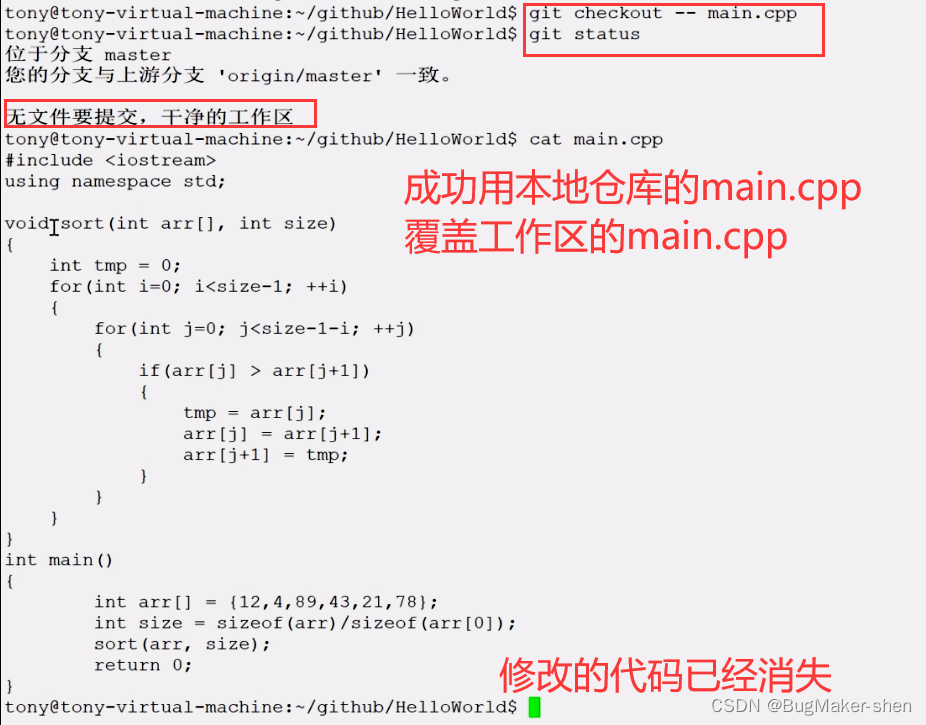 tony@tony-virtual-machine:~/github/HelloWorld$ git checkout -- main.cpp
tony@tony-virtual-machine:~/github/HelloWorld$ git status
位于分支 master
您的分支与上游分支 'origin/master' 一致。
无文件要提交，干净的工作区
tony@tony-virtual-machine:~/github/HelloWorld$ cat main.cpp
#include <iostream>
using namespace std;
成功用本地仓库的main.cpp
覆盖工作区的main.cpp
void sort(int arr[], int size)
{
    int tmp = 0;
    for(int i=0; i<size-1; ++i)
    {
        for(int j=0; j<size-1-i; ++j)
        {
            if(arr[j] > arr[j+1])
            {
                tmp = arr[j];
                arr[j] = arr[j+1];
                arr[j+1] = tmp;
            }
        }
    }
}
int main()
{
        int arr[] = {12,4,89,43,21,78};
        int size = sizeof(arr)/sizeof(arr[0]);
        sort(arr, size);
        return 0;
}
修改的代码已经消失
tony@tony-virtual-machine:~/github/HelloWorld$
CSDN @BugMaker-shen